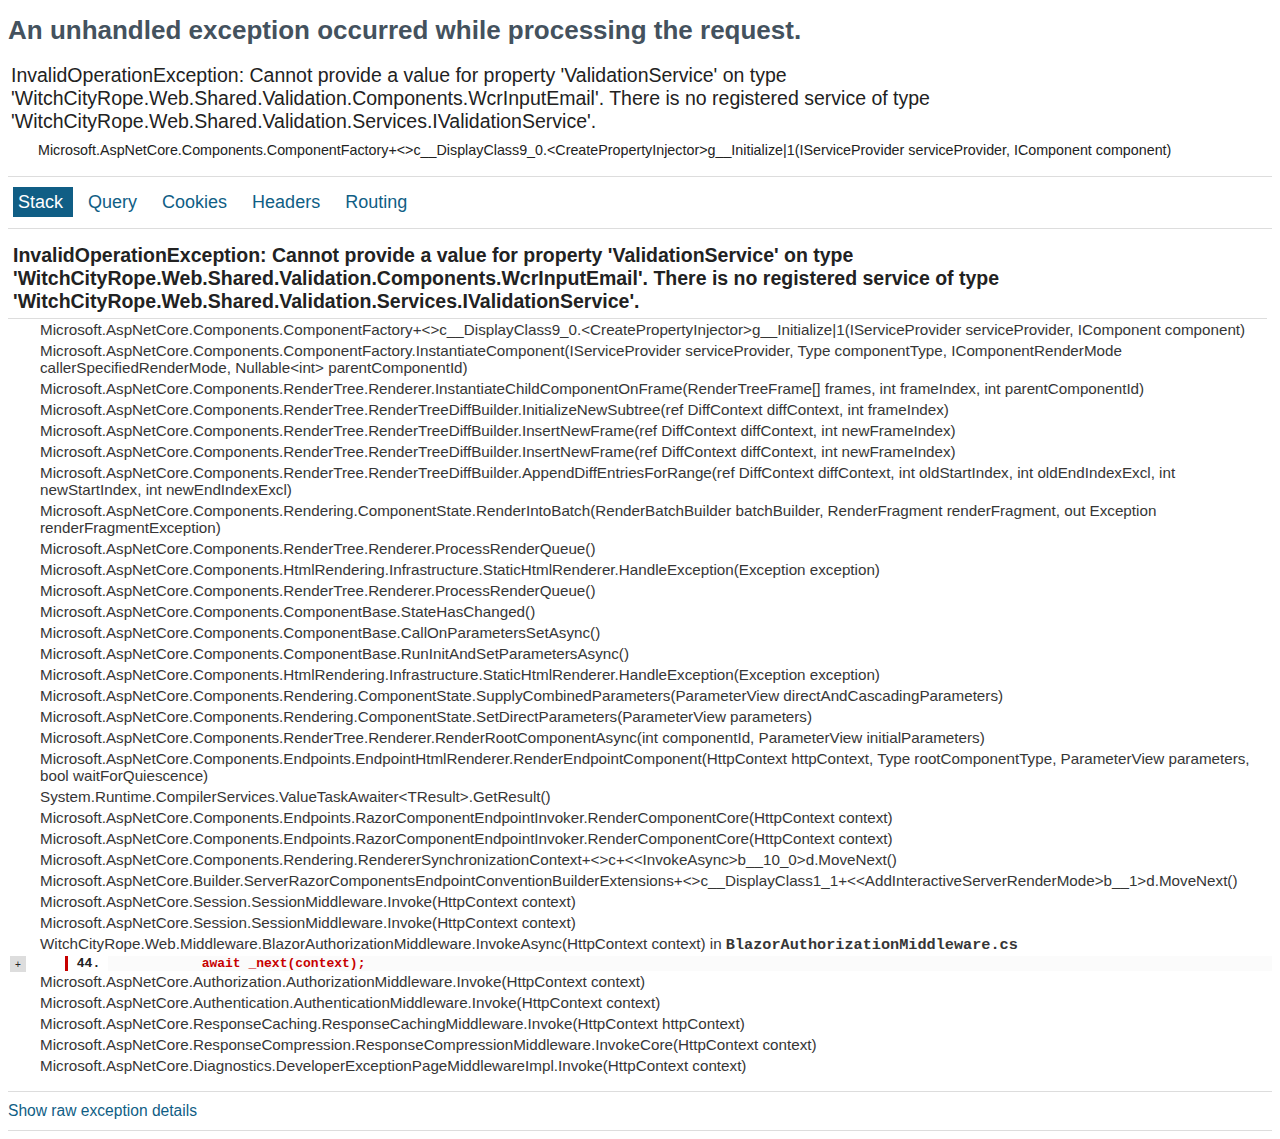 An unhandled exception occurred while processing the request.
InvalidOperationException: Cannot provide a value for property 'ValidationService' on type
'WitchCityRope.Web.Shared.Validation.Components.WcrInputEmail'. There is no registered service of type
'WitchCityRope.Web.Shared.Validation.Services.IValidationService'.
Microsoft.AspNetCore.Components.ComponentFactory+<>c__DisplayClass9_0.<CreatePropertyInjector>g__Initialize|1(IServiceProvider serviceProvider, IComponent component)
Stack Query Cookies Headers Routing
InvalidOperationException: Cannot provide a value for property 'ValidationService' on type
'WitchCityRope.Web.Shared.Validation.Components.WcrInputEmail'. There is no registered service of type
'WitchCityRope.Web.Shared.Validation.Services.IValidationService'.
Microsoft.AspNetCore.Components.ComponentFactory+<>c__DisplayClass9_0.<CreatePropertyInjector>g__Initialize|1(IServiceProvider serviceProvider, IComponent component)
Microsoft.AspNetCore.Components.ComponentFactory.InstantiateComponent(IServiceProvider serviceProvider, Type componentType, IComponentRenderMode
callerSpecifiedRenderMode, Nullable<int> parentComponentId)
Microsoft.AspNetCore.Components.RenderTree.Renderer.InstantiateChildComponentOnFrame(RenderTreeFrame[] frames, int frameIndex, int parentComponentId)
Microsoft.AspNetCore.Components.RenderTree.RenderTreeDiffBuilder.InitializeNewSubtree(ref DiffContext diffContext, int frameIndex)
Microsoft.AspNetCore.Components.RenderTree.RenderTreeDiffBuilder.InsertNewFrame(ref DiffContext diffContext, int newFrameIndex)
Microsoft.AspNetCore.Components.RenderTree.RenderTreeDiffBuilder.InsertNewFrame(ref DiffContext diffContext, int newFrameIndex)
Microsoft.AspNetCore.Components.RenderTree.RenderTreeDiffBuilder.AppendDiffEntriesForRange(ref DiffContext diffContext, int oldStartIndex, int oldEndIndexExcl, int
newStartIndex, int newEndIndexExcl)
Microsoft.AspNetCore.Components.Rendering.ComponentState.RenderIntoBatch(RenderBatchBuilder batchBuilder, RenderFragment renderFragment, out Exception
renderFragmentException)
Microsoft.AspNetCore.Components.RenderTree.Renderer.ProcessRenderQueue()
Microsoft.AspNetCore.Components.HtmlRendering.Infrastructure.StaticHtmlRenderer.HandleException(Exception exception)
Microsoft.AspNetCore.Components.RenderTree.Renderer.ProcessRenderQueue()
Microsoft.AspNetCore.Components.ComponentBase.StateHasChanged()
Microsoft.AspNetCore.Components.ComponentBase.CallOnParametersSetAsync()
Microsoft.AspNetCore.Components.ComponentBase.RunInitAndSetParametersAsync()
Microsoft.AspNetCore.Components.HtmlRendering.Infrastructure.StaticHtmlRenderer.HandleException(Exception exception)
Microsoft.AspNetCore.Components.Rendering.ComponentState.SupplyCombinedParameters(ParameterView directAndCascadingParameters)
Microsoft.AspNetCore.Components.Rendering.ComponentState.SetDirectParameters(ParameterView parameters)
Microsoft.AspNetCore.Components.RenderTree.Renderer.RenderRootComponentAsync(int componentId, ParameterView initialParameters)
Microsoft.AspNetCore.Components.Endpoints.EndpointHtmlRenderer.RenderEndpointComponent(HttpContext httpContext, Type rootComponentType, ParameterView parameters,
bool waitForQuiescence)
System.Runtime.CompilerServices.ValueTaskAwaiter<TResult>.GetResult()
Microsoft.AspNetCore.Components.Endpoints.RazorComponentEndpointInvoker.RenderComponentCore(HttpContext context)
Microsoft.AspNetCore.Components.Endpoints.RazorComponentEndpointInvoker.RenderComponentCore(HttpContext context)
Microsoft.AspNetCore.Components.Rendering.RendererSynchronizationContext+<>c+<<InvokeAsync>b__10_0>d.MoveNext()
Microsoft.AspNetCore.Builder.ServerRazorComponentsEndpointConventionBuilderExtensions+<>c__DisplayClass1_1+<<AddInteractiveServerRenderMode>b__1>d.MoveNext()
Microsoft.AspNetCore.Session.SessionMiddleware.Invoke(HttpContext context)
Microsoft.AspNetCore.Session.SessionMiddleware.Invoke(HttpContext context)
WitchCityRope.Web.Middleware.BlazorAuthorizationMiddleware.InvokeAsync(HttpContext context) in BlazorAuthorizationMiddleware.cs
+ 44. await _next(context);
Microsoft.AspNetCore.Authorization.AuthorizationMiddleware.Invoke(HttpContext context)
Microsoft.AspNetCore.Authentication.AuthenticationMiddleware.Invoke(HttpContext context)
Microsoft.AspNetCore.ResponseCaching.ResponseCachingMiddleware.Invoke(HttpContext httpContext)
Microsoft.AspNetCore.ResponseCompression.ResponseCompressionMiddleware.InvokeCore(HttpContext context)
Microsoft.AspNetCore.Diagnostics.DeveloperExceptionPageMiddlewareImpl.Invoke(HttpContext context)
Show raw exception details